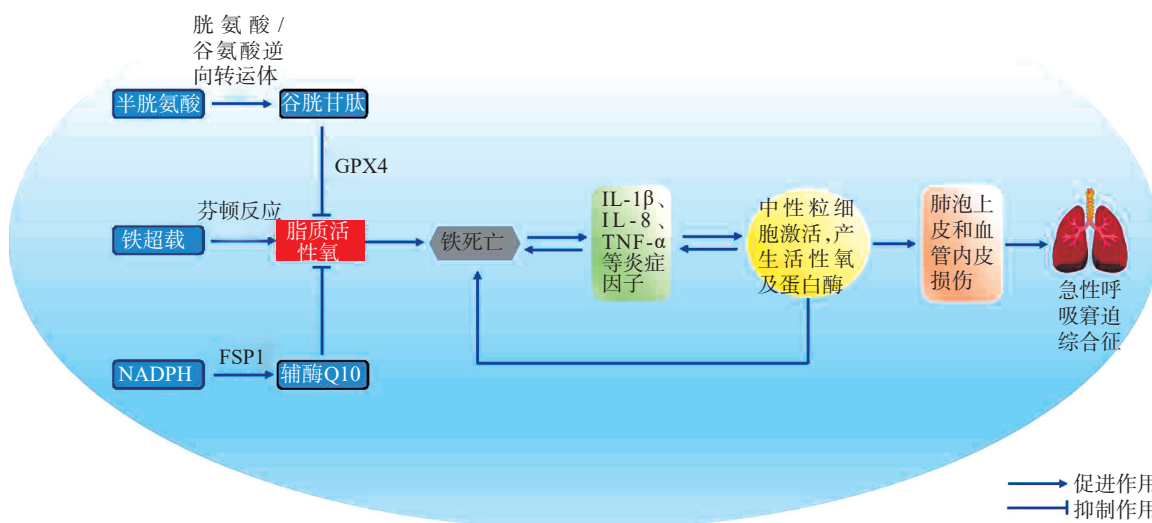 胱氨酸/
谷氨酸逆
向转运体
半胱氨酸
谷胱甘肽
GPX4
芬顿反应
铁超载
脂质活
性氧
铁死亡
IL-1β、
IL-8、
TNF-α
等炎症
因子
中性粒细
胞激活,产
生活性氧
及蛋白酶
肺泡上
皮和血
管内皮
损伤
急性呼
吸窘迫
综合征
FSP1
NADPH
辅酶Q10
促进作用
抑制作用